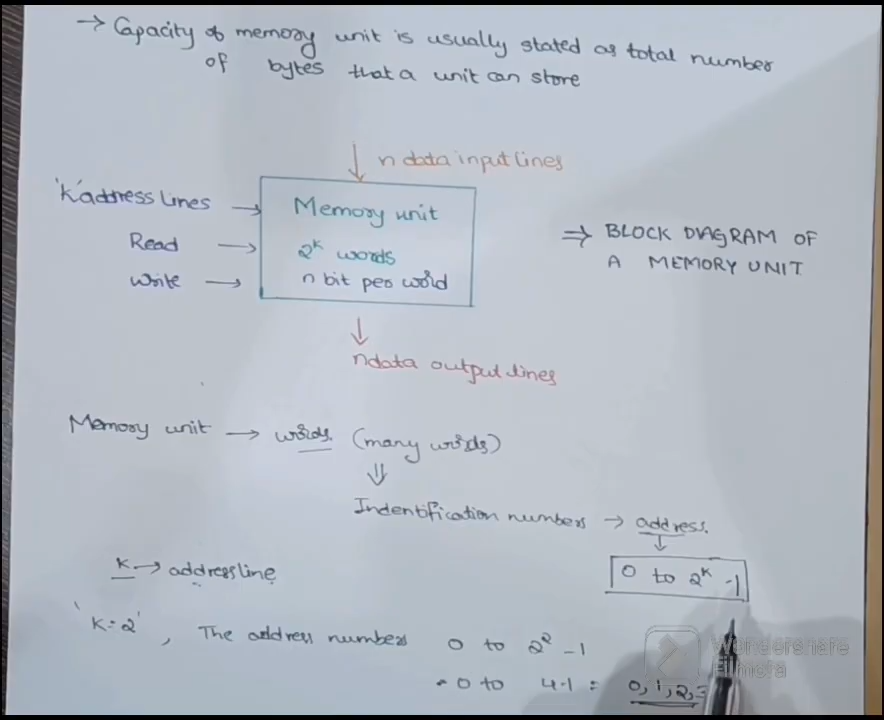 → Capacity of memory unit is usually stated as total number
of bytes that a unit can store
n data input lines
'K' address lines →
Read →
Write →
Memory unit
2^k words
n bit per word
⇒ BLOCK DIAGRAM OF
A MEMORY UNIT
n data output lines
Memory unit → words. (many words)
⇓
Indentification numbers → address.
0 to 2^k -1
k → address line
'k=2', The address numbers 0 to 2^2 -1
= 0 to 4-1 = 0,1,2,3
Wondershare
Filmora